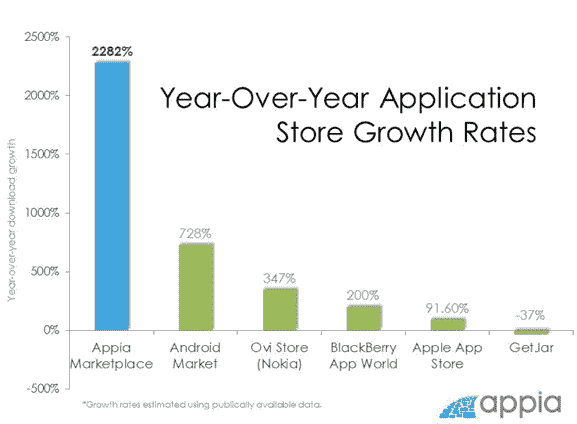 2500%
2000%
1500%
1000%
500%
0%
-500%
Year-over-year download growth
Year-Over-Year Application
Store Growth Rates
2282%
728%
347%
200%
91.60%
-37%
Appia
Marketplace
Android
Market
Ovi Store
(Nokia)
BlackBerry
App World
Apple App
Store
GetJar
*Growth rates estimated using publically available data.
appia